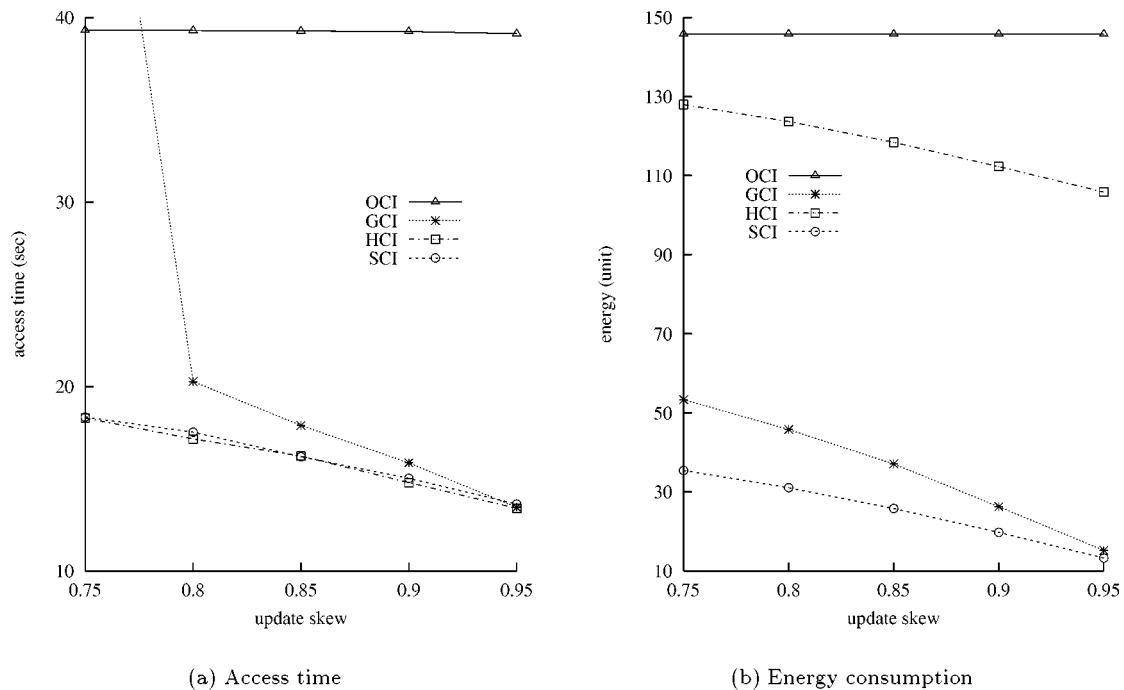 40
30
20
10
access time (sec)
OCI
GCI
HCI
SCI
0.75 0.8 0.85 0.9 0.95
update skew
(a) Access time
150
130
110
90
70
50
30
10
energy (unit)
OCI
GCI
HCI
SCI
0.75 0.8 0.85 0.9 0.95
update skew
(b) Energy consumption